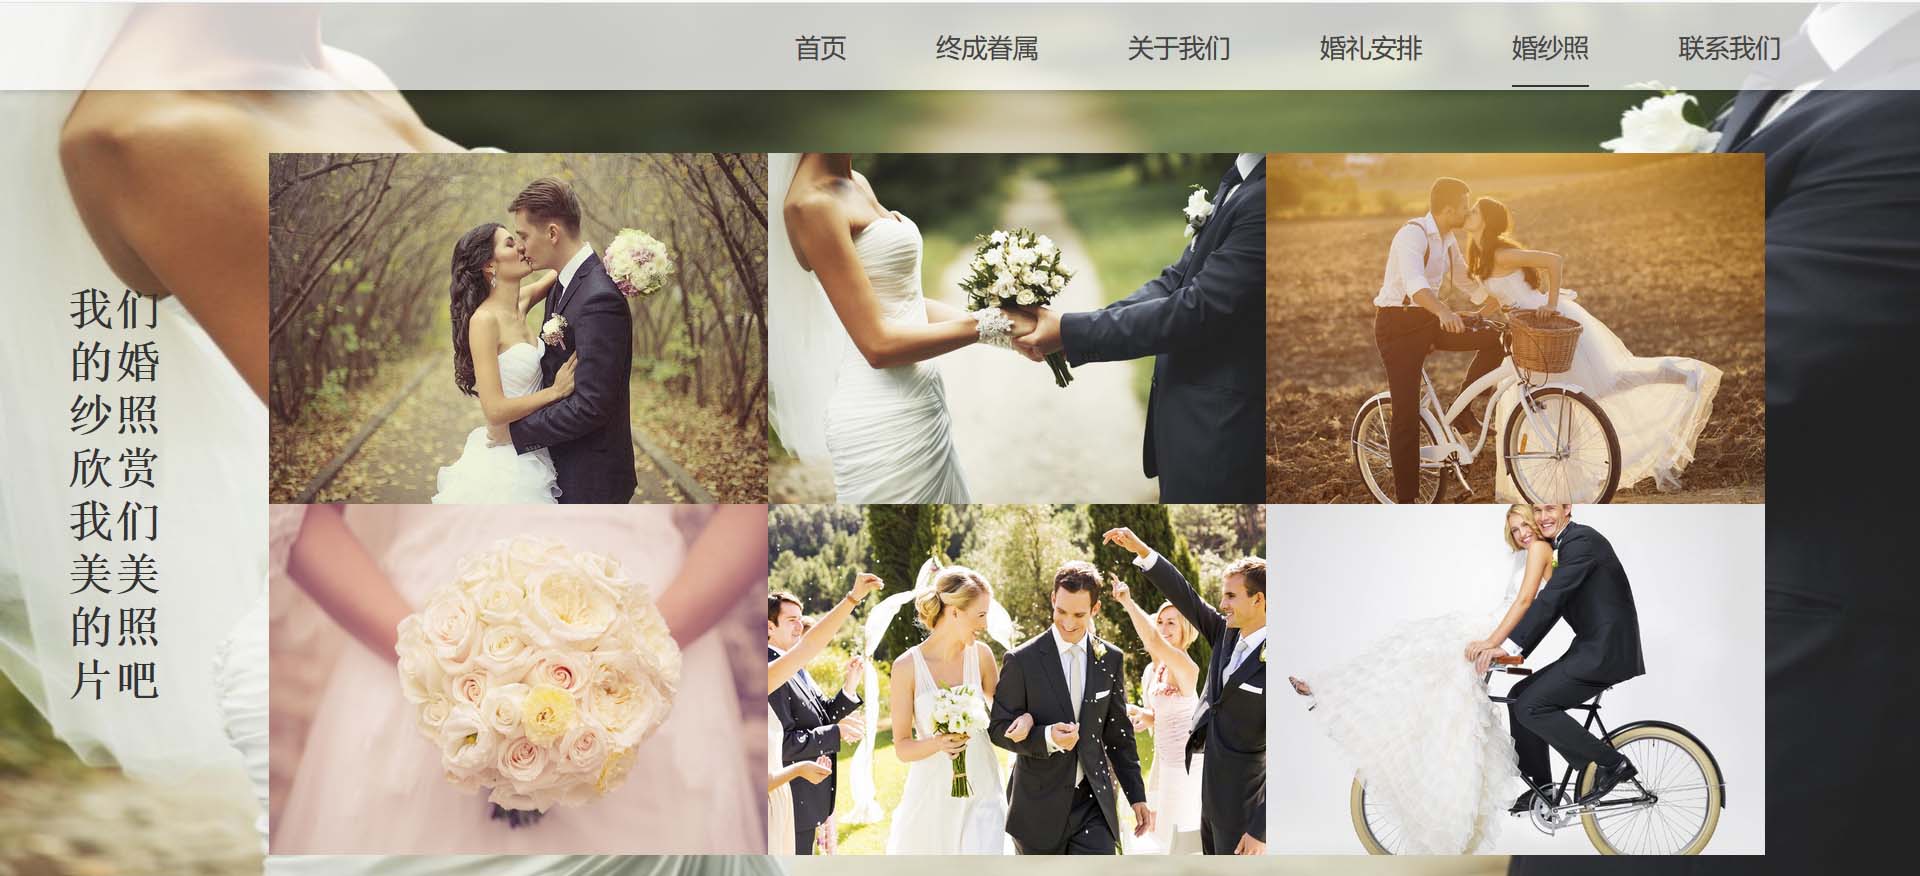 首页 终成眷属 关于我们 婚礼安排 婚纱照 联系我们
我们
的婚
纱照
欣赏
我们
美美
的照
片吧